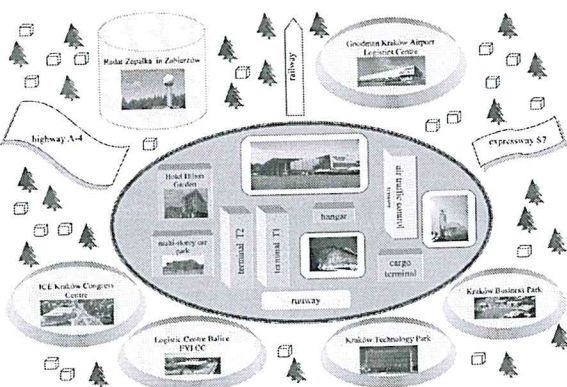 Radar Zapałka in Zabierzów
railway
Goodman Kraków Airport
Logistics Centre
highway A-4
expressway S7
Hotel Hilton
Garden
multi-storey car
park
terminal T2
terminal T1
hangar
air traffic control
tower
cargo
terminal
runway
ICE Kraków Congress
Centre
Logistic Centre Balice
Kraków Technology Park
Kraków Business Park